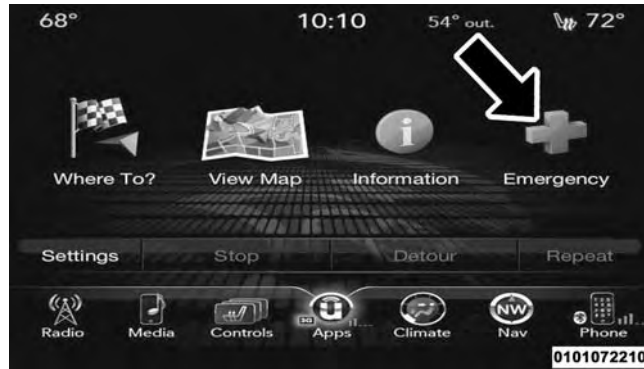 68° 10:10 54° out. 72°
Where To? View Map Information Emergency
Settings Stop Detour Repeat
NW
3G
Radio Media Controls Apps Climate Nav Phone
0101072210